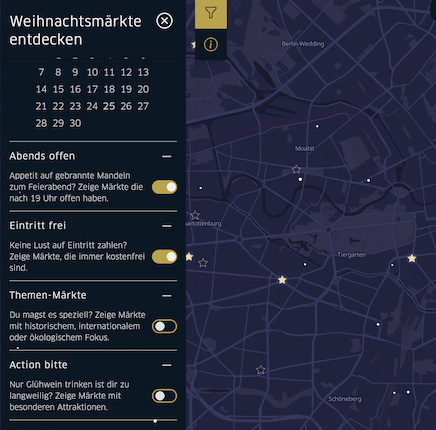 Weihnachtsmärkte
entdecken
7 8 9 10 11 12 13
14 15 16 17 18 19 20
21 22 23 24 25 26 27
28 29 30
Abends offen
Appetit auf gebrannte Mandeln
zum Feierabend? Zeige Märkte die
nach 19 Uhr offen haben.
Eintritt frei
Keine Lust auf Eintritt zahlen?
Zeige Märkte, die immer kostenfrei
sind.
Themen-Märkte
Du magst es speziell? Zeige Märkte
mit historischem, internationalem
oder ökologischem Fokus.
Action bitte
Nur Glühwein trinken ist dir zu
langweilig? Zeige Märkte mit
besonderen Attraktionen.
Berlin-Wedding
Moabit
Tiergarten
Schöneberg